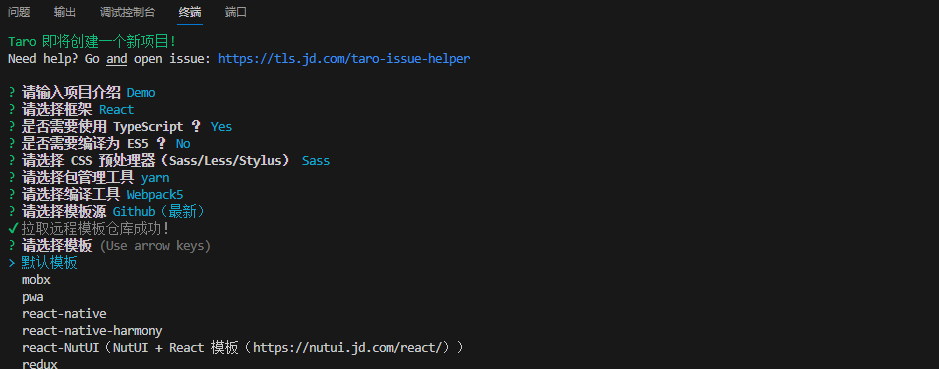 问题 输出 调试控制台 终端 端口
Taro 即将创建一个新项目!
Need help? Go and open issue: https://tls.jd.com/taro-issue-helper
? 请输入项目介绍 Demo
? 请选择框架 React
? 是否需要使用 TypeScript ? Yes
? 是否需要编译为 ES5 ? No
? 请选择 CSS 预处理器（Sass/Less/Stylus） Sass
? 请选择包管理工具 yarn
? 请选择编译工具 Webpack5
? 请选择模板源 Github（最新）
✔拉取远程模板仓库成功!
? 请选择模板 (Use arrow keys)
> 默认模板
mobx
pwa
react-native
react-native-harmony
react-NutUI（NutUI + React 模板（https://nutui.jd.com/react/））
redux